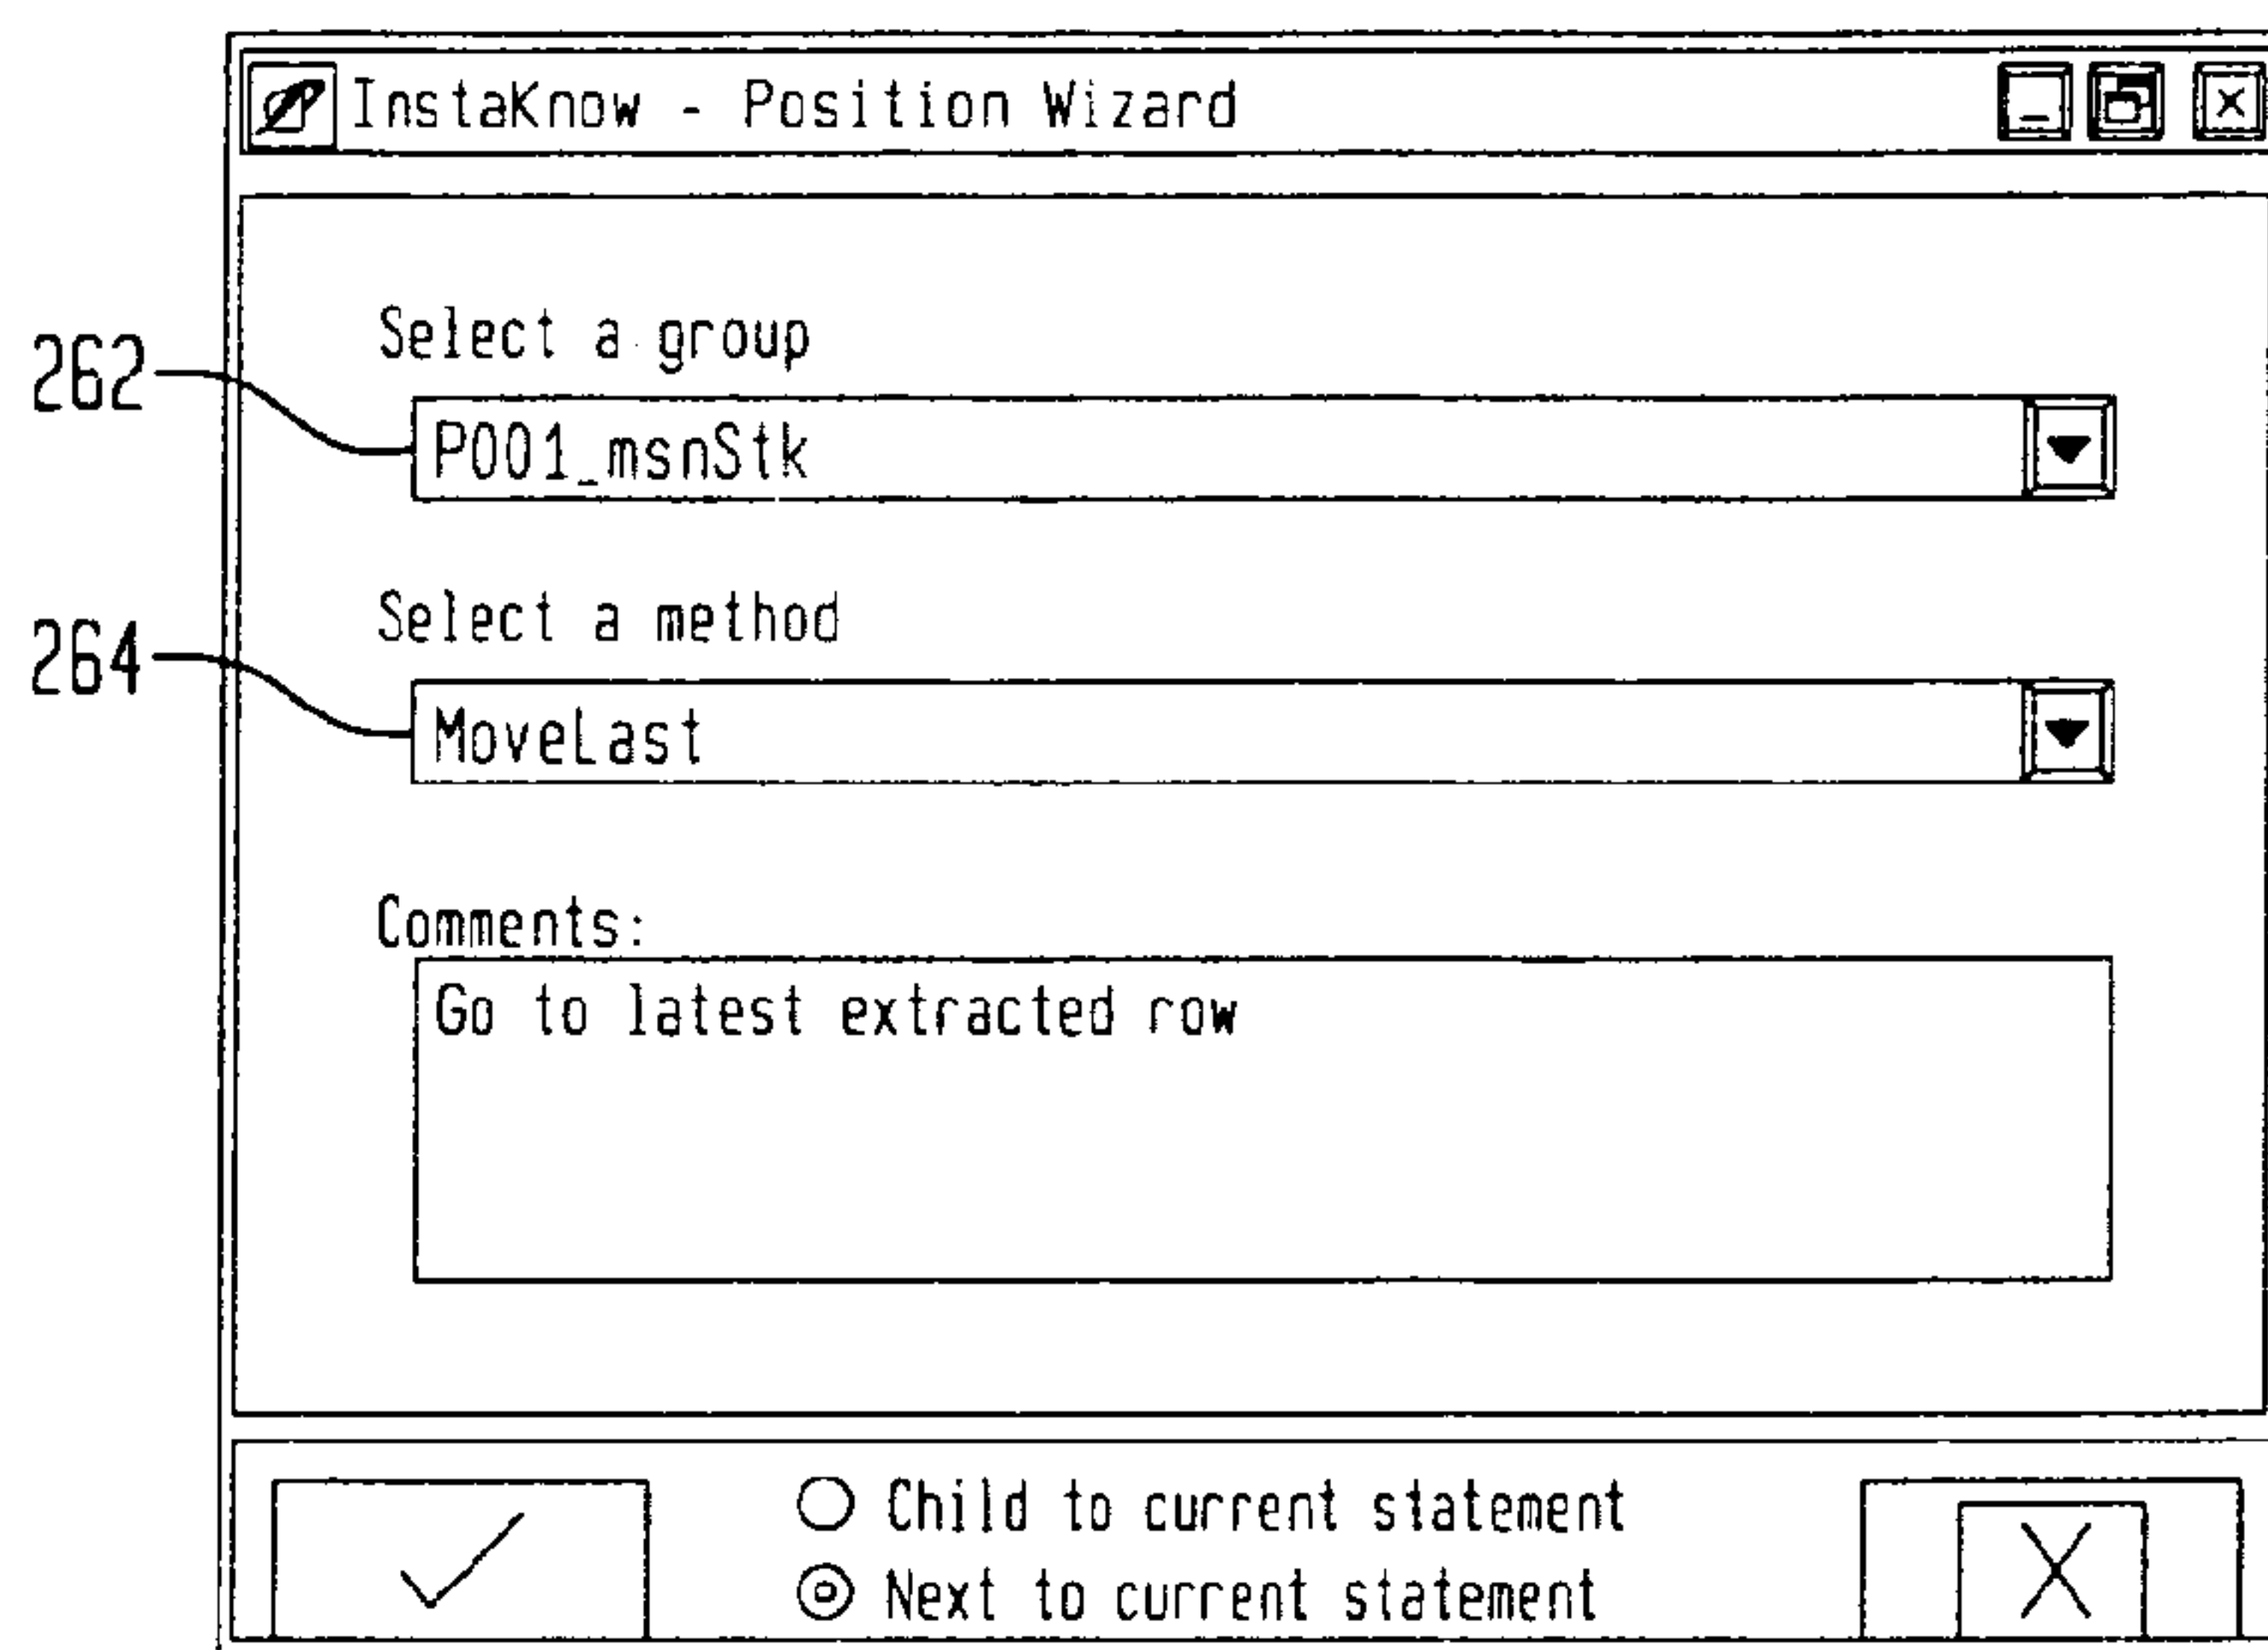 InstaKnow - Position Wizard
Select a group
262
P001_msnStk
Select a method
264
MoveLast
Comments:
Go to latest extracted row
Child to current statement
Next to current statement